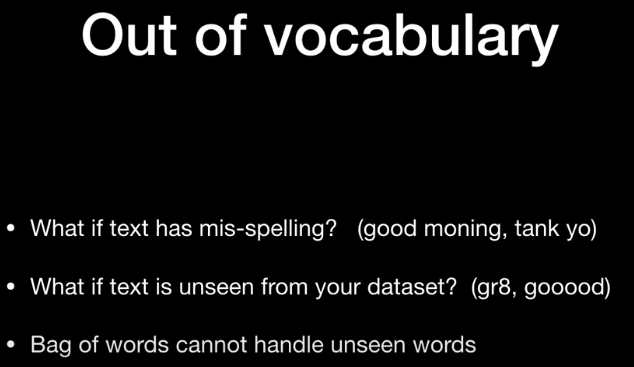 Out of vocabulary
• What if text has mis-spelling? (good moning, tank yo)
• What if text is unseen from your dataset? (gr8, gooood)
• Bag of words cannot handle unseen words